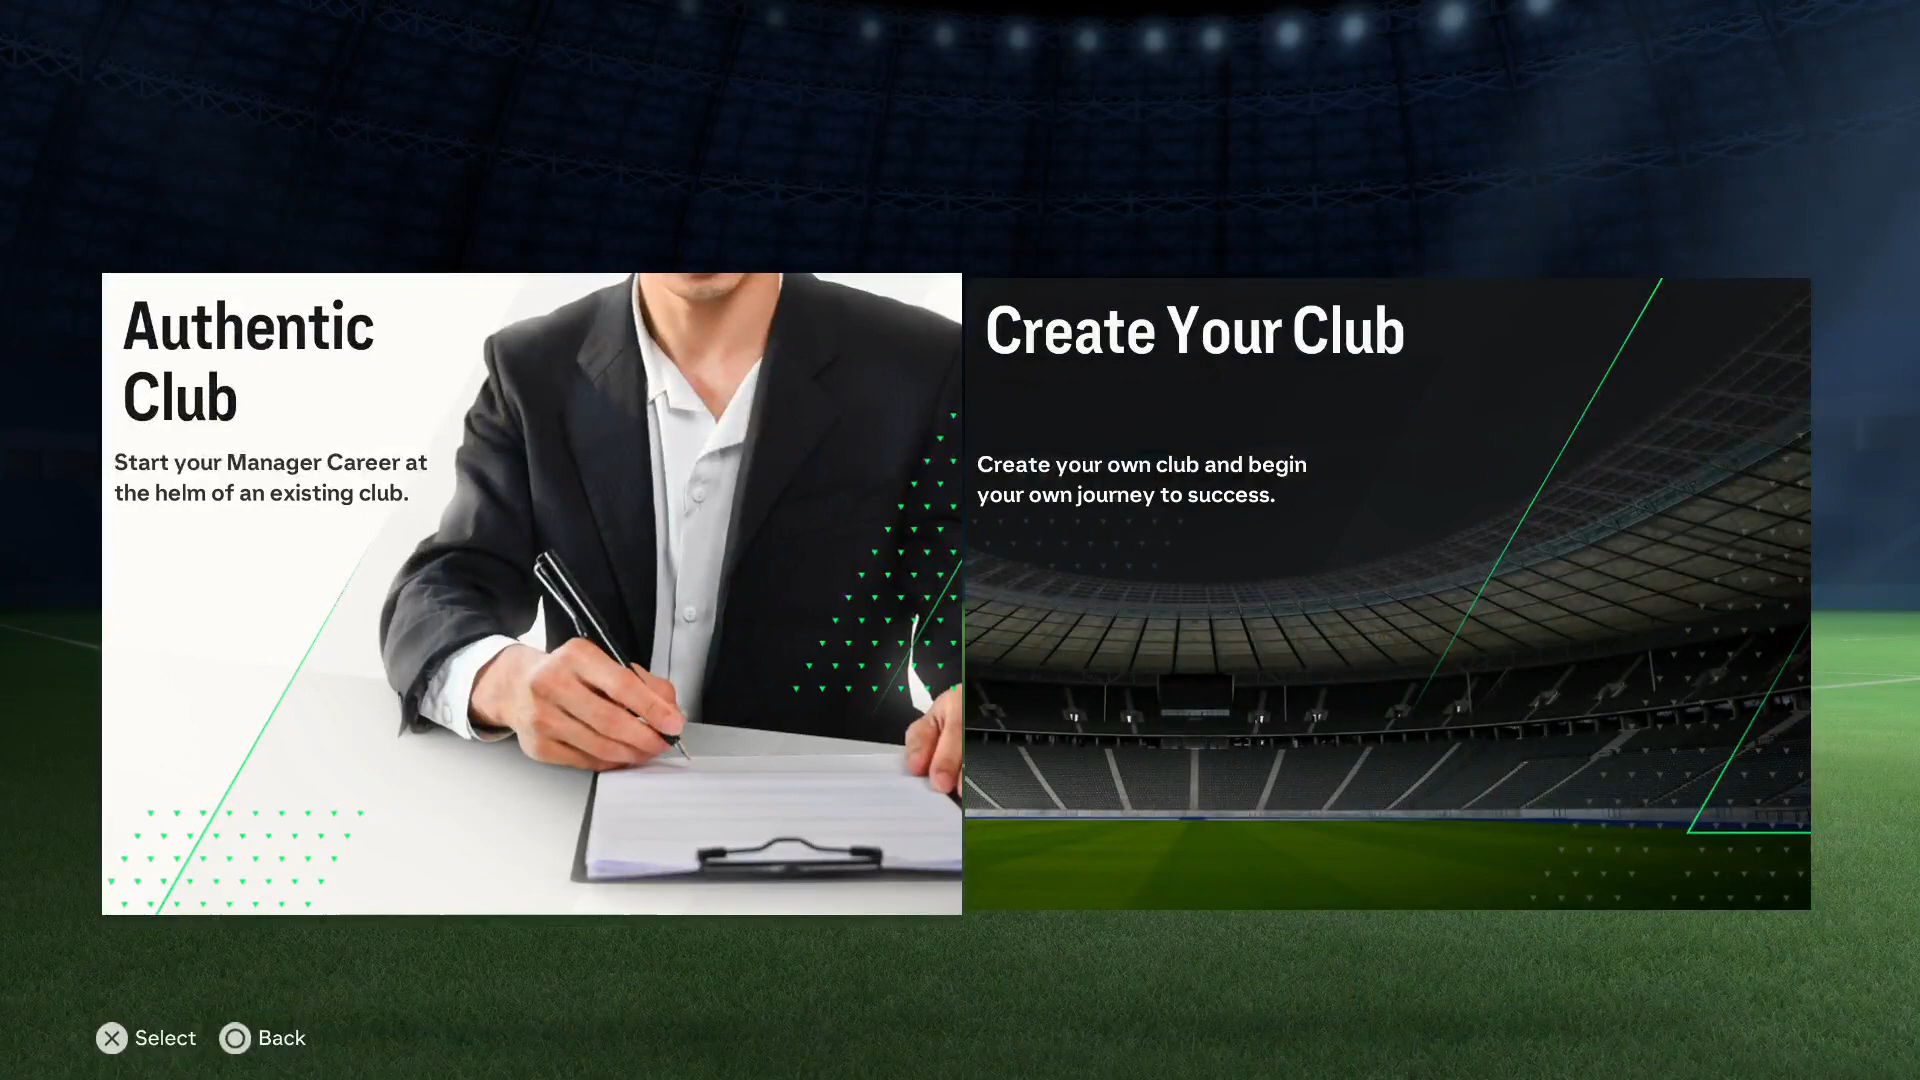 Authentic
Club
Start your Manager Career at
the helm of an existing club.
Create Your Club
Create your own club and begin
your own journey to success.
Select
Back